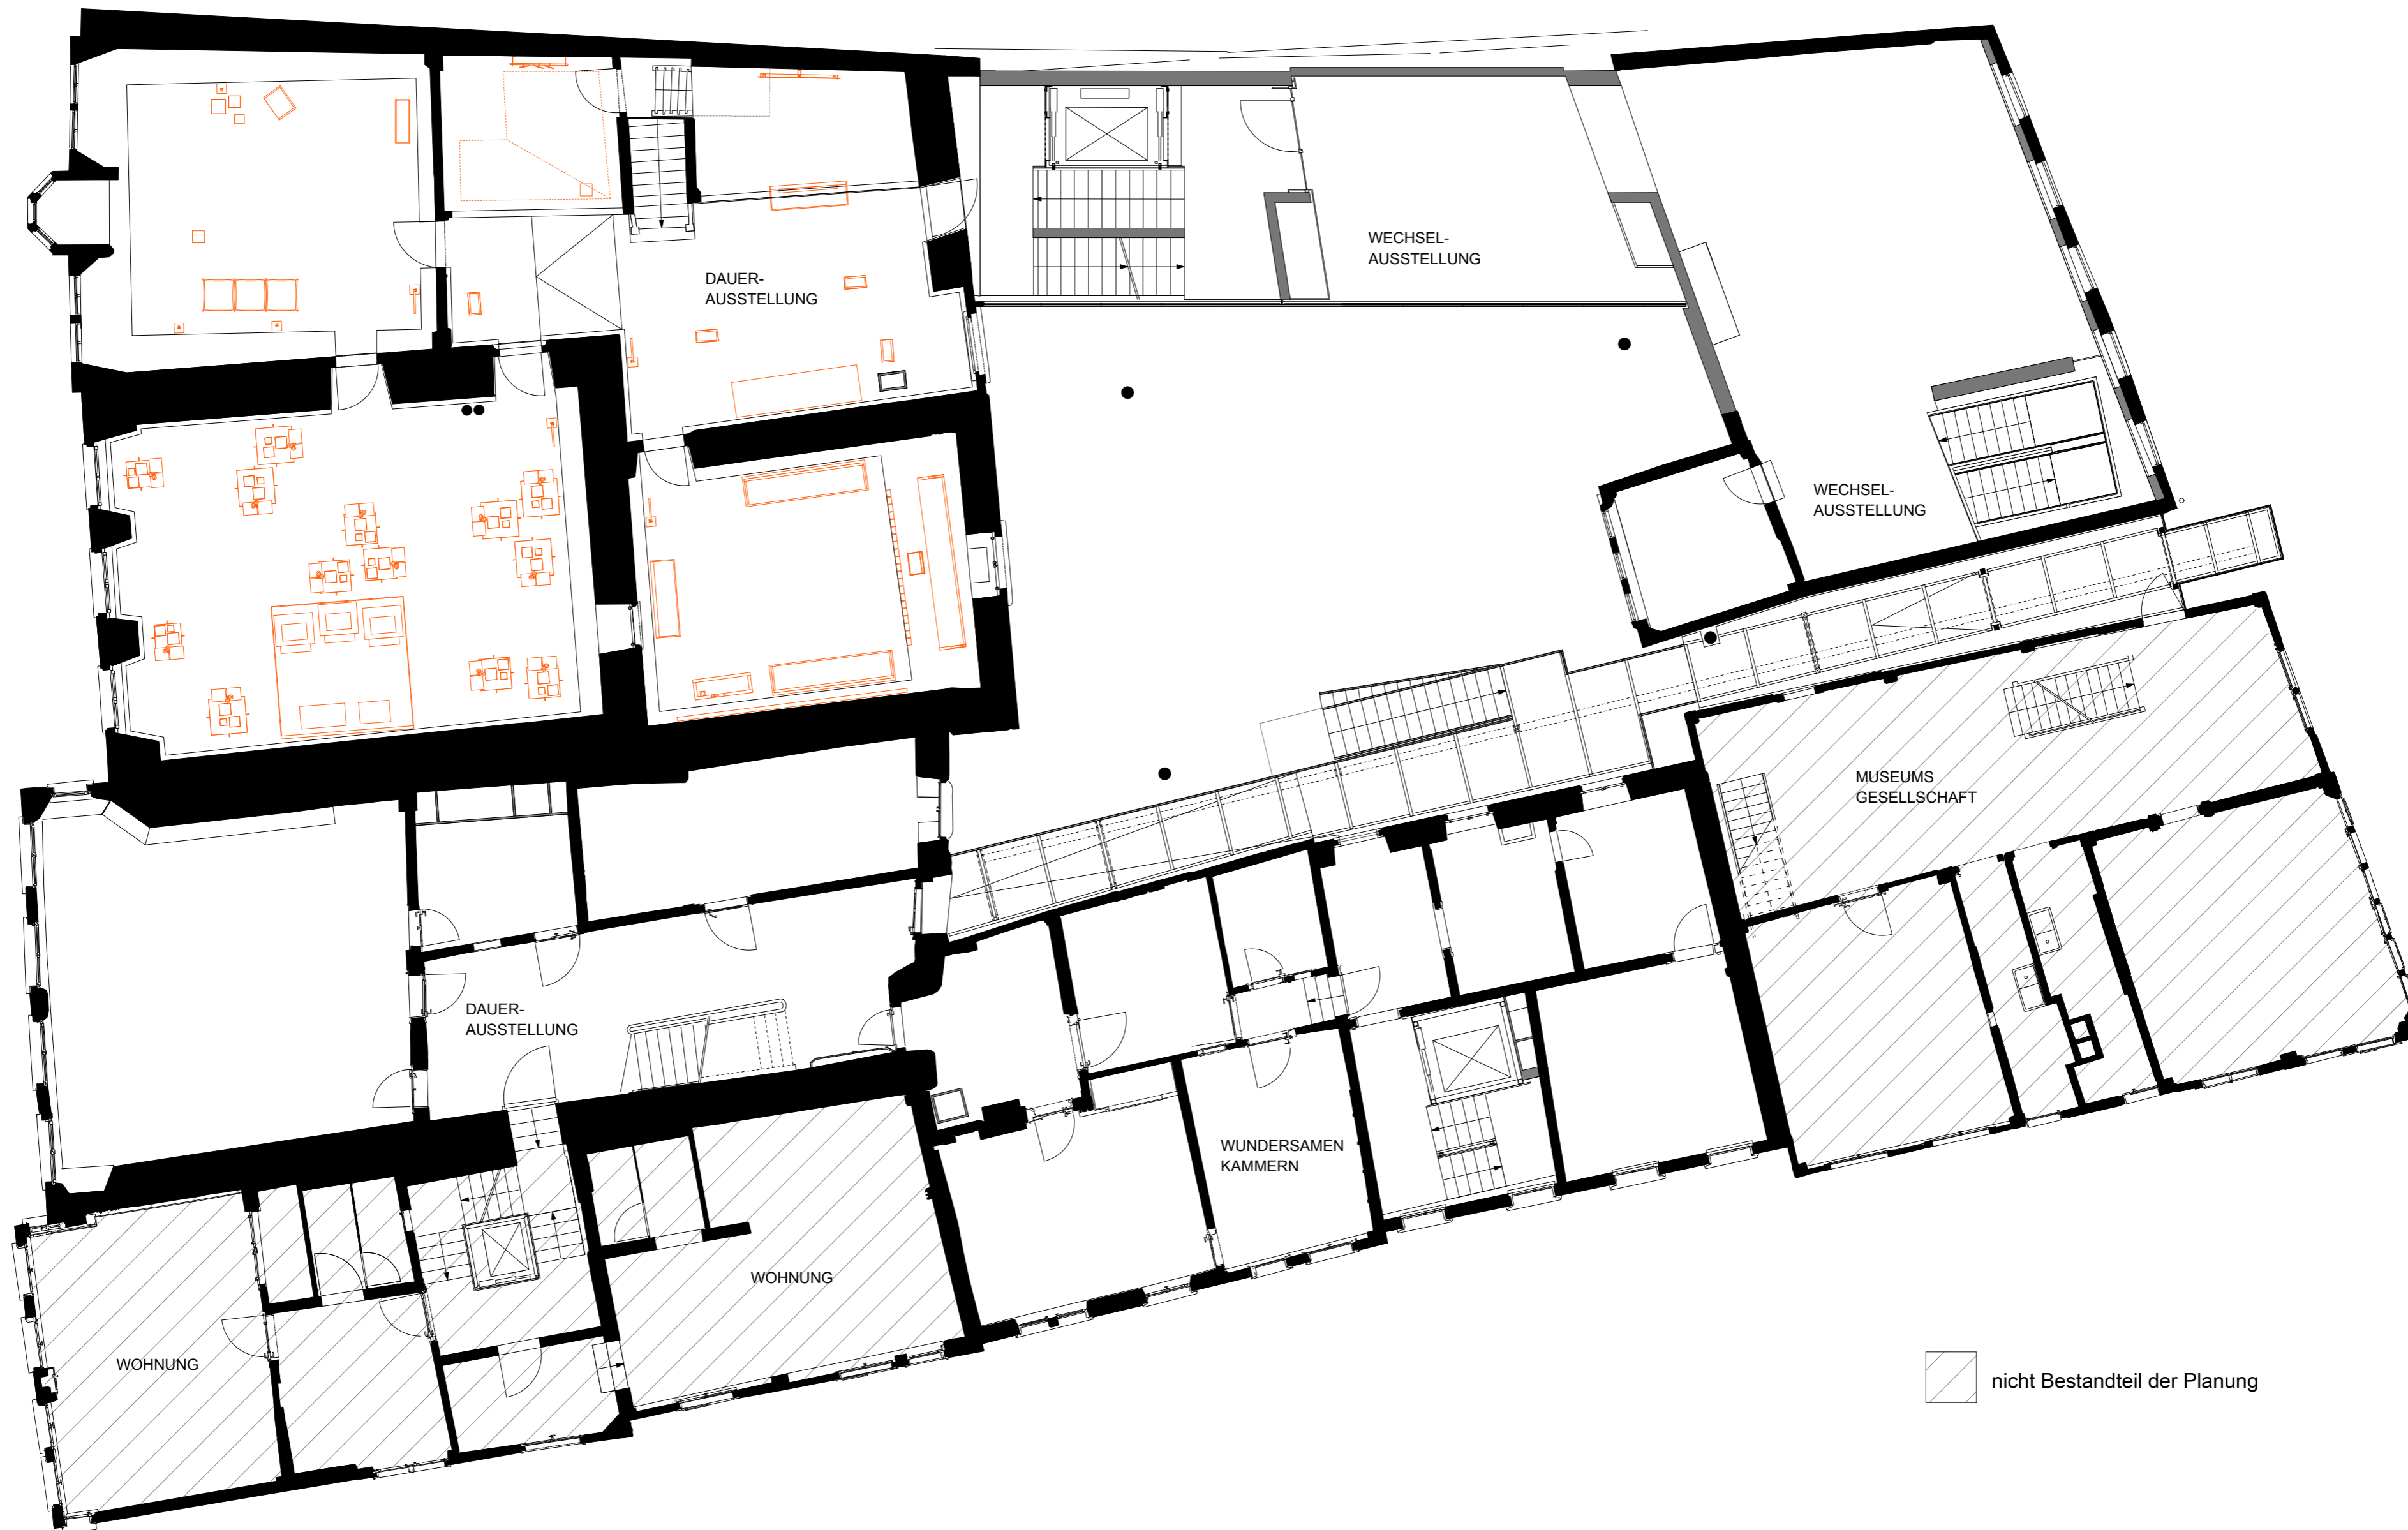 WECHSEL-
AUSSTELLUNG
DAUER-
AUSSTELLUNG
WECHSEL-
AUSSTELLUNG
MUSEUMS
GESELLSCHAFT
DAUER-
AUSSTELLUNG
WUNDERSAMEN
KAMMERN
WOHNUNG
WOHNUNG
nicht Bestandteil der Planung